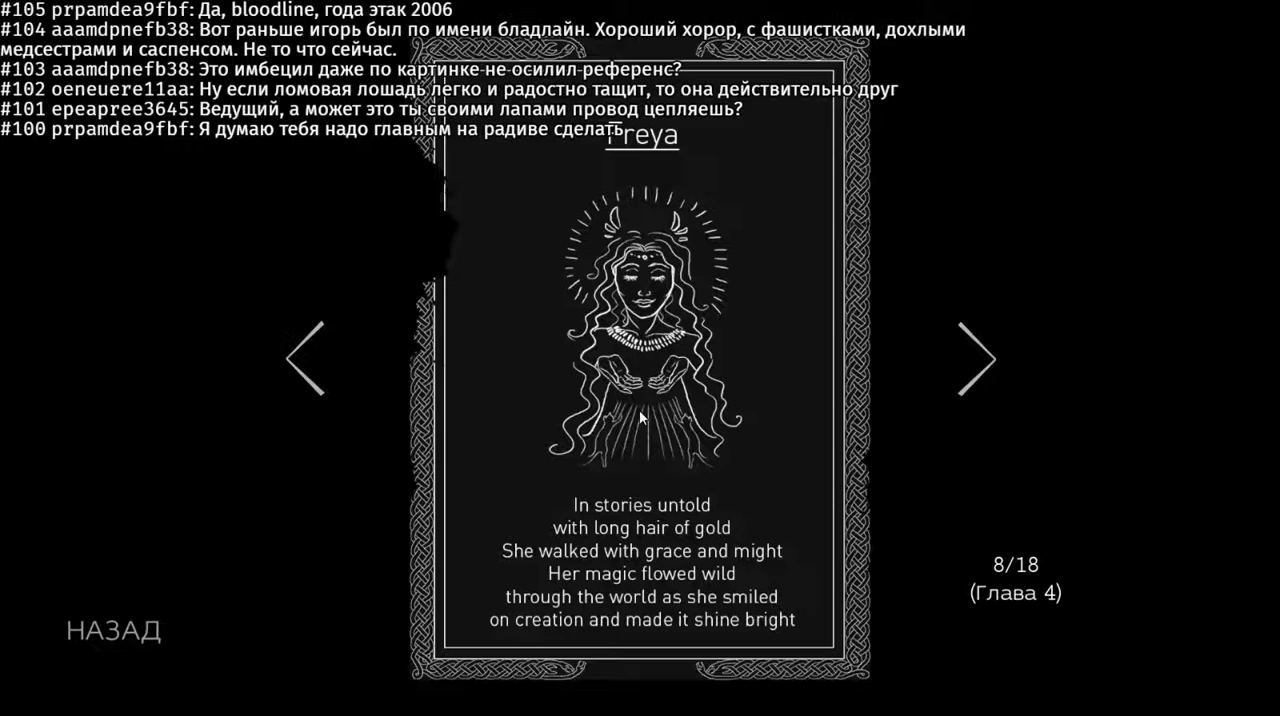 #105 prpamdea9fbf: Да, bloodline, года этак 2006
#104 aaamdpnefb38: Вот раньше игорь был по имени бладлайн. Хороший хорор, с фашистками, дохлыми
медсестрами и саспенсом. Не то что сейчас.
#103 aaamdpnefb38: Это имбецил даже по картинке не осилил референс?
#102 oeneuere11aa: Ну если ломовая лошадь легко и радостно тащит, то она действительно друг
#101 epeapree3645: Ведущий, а может это ты своими лапами провод цепляешь?
#100 prpamdea9fbf: Я думаю тебя надо главным на радиве сделать
Freya
In stories untold
with long hair of gold
She walked with grace and might
Her magic flowed wild
through the world as she smiled
on creation and made it shine bright
8/18
(Глава 4)
НАЗАД